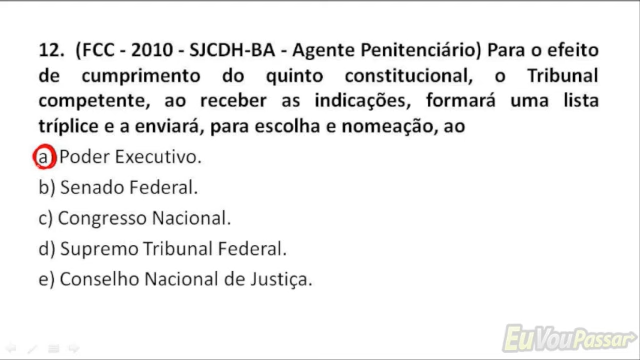 12. (FCC - 2010 - SJCDH-BA - Agente Penitenciário) Para o efeito
de cumprimento do quinto constitucional, o Tribunal
competente, ao receber as indicações, formará uma lista
tríplice e a enviará, para escolha e nomeação, ao
a) Poder Executivo.
b) Senado Federal.
c) Congresso Nacional.
d) Supremo Tribunal Federal.
e) Conselho Nacional de Justiça.
EuVouPassar